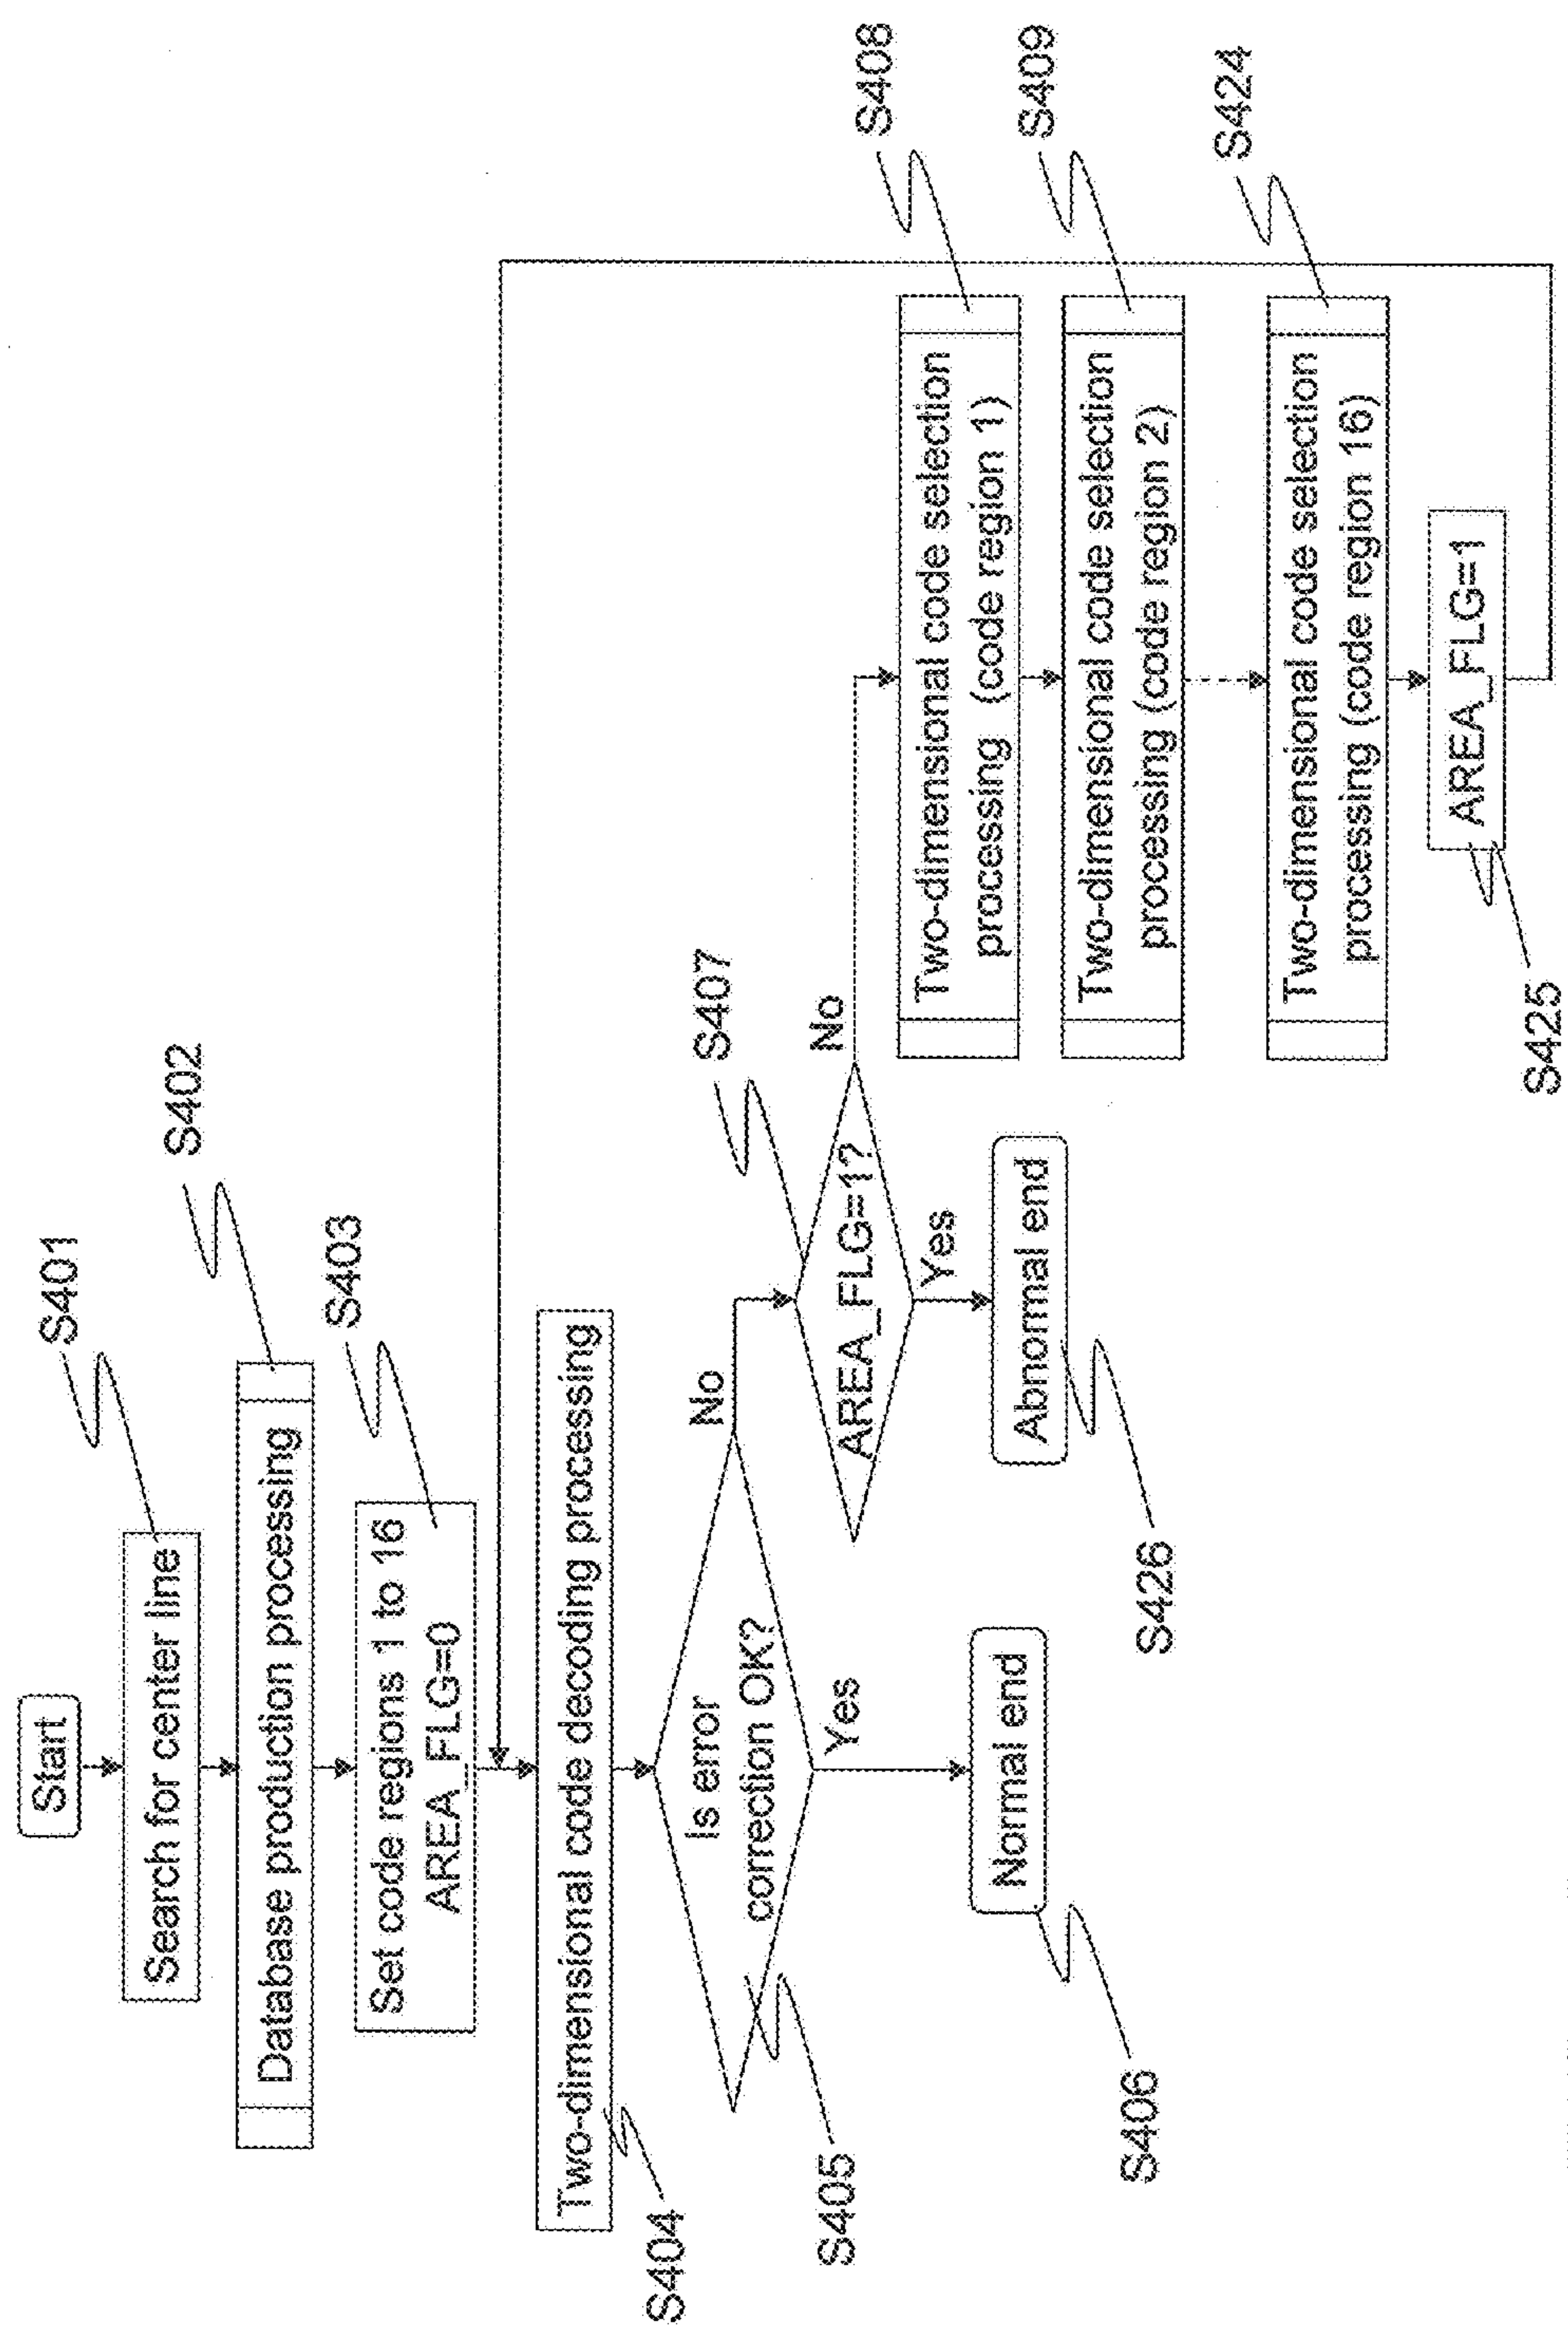 Start
Search for center line
S401
Database production processing
S402
Set code regions 1 to 16
AREA_FLG=0
S403
Two-dimensional code decoding processing
S404
Is error
correction OK?
S405
No
Yes
Normal end
S406
AREA_FLG=1?
S407
No
Yes
Abnormal end
S426
Two-dimensional code selection
processing (code region 1)
S408
Two-dimensional code selection
processing (code region 2)
S409
Two-dimensional code selection
processing (code region 16)
S424
AREA_FLG=1
S425